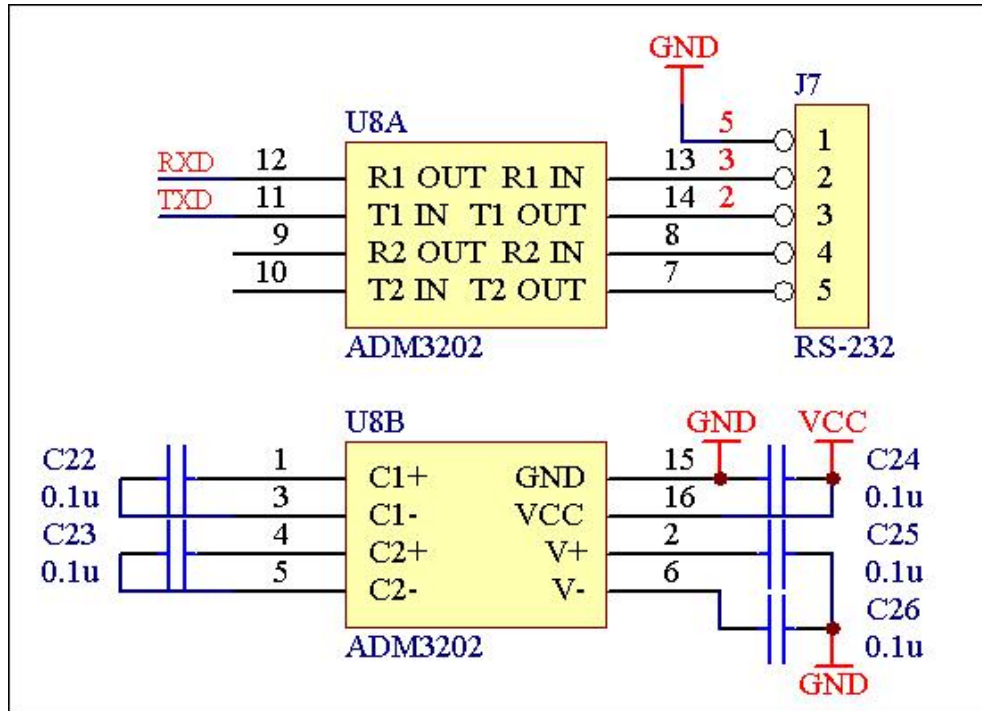 GND
J7
U8A
5
1
RXD 12 R1 OUT R1 IN 13 3 2
TXD 11 T1 IN T1 OUT 14 2 3
9 R2 OUT R2 IN 8 4
10 T2 IN T2 OUT 7 5
ADM3202
RS-232
U8B
GND VCC
C22 1 C1+ GND 15 C24
0.1u 3 C1- VCC 16 0.1u
C23 4 C2+ V+ 2 C25
0.1u 5 C2- V- 6 0.1u
C26
ADM3202
0.1u
GND